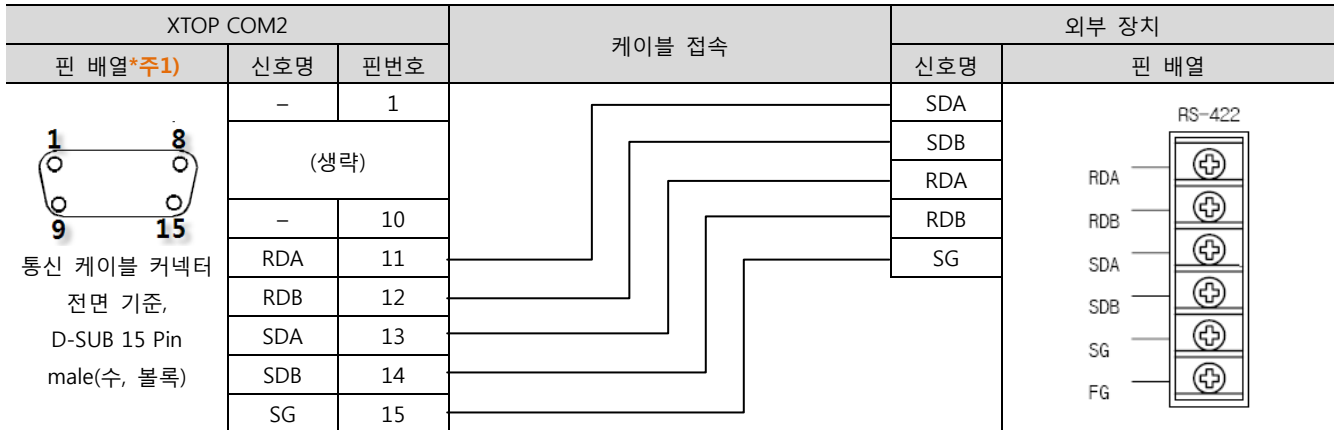 XTOP COM2 케이블 접속 외부 장치
핀 배열*주1) 신호명 핀번호 신호명 핀 배열
– 1 SDA
(생략) SDB
RDA
– 10 RDB
RDA 11 SG
RDB 12
SDA 13
SDB 14
SG 15
1 8
9 15
통신 케이블 커넥터
전면 기준,
D-SUB 15 Pin
male(수, 볼록)
RS-422
RDA
RDB
SDA
SDB
SG
FG